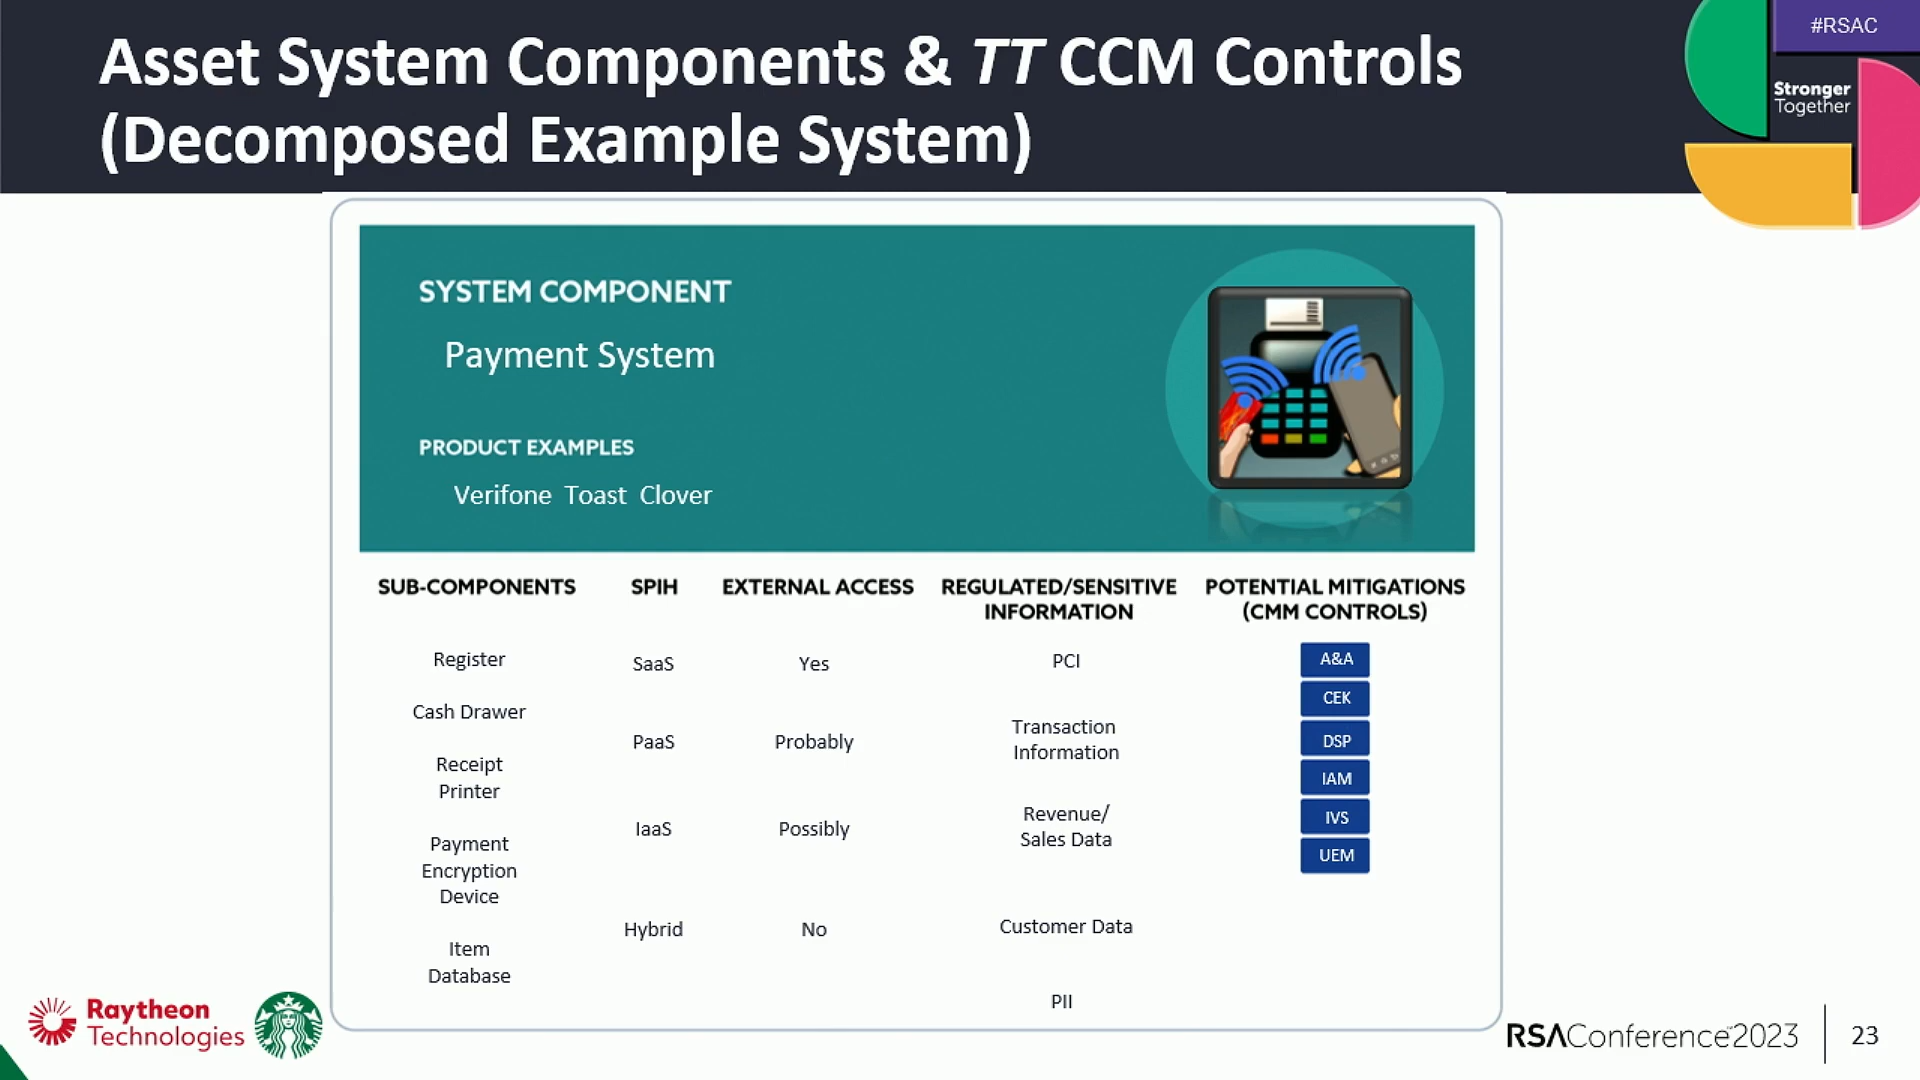 Asset System Components & TT CCM Controls
(Decomposed Example System)
#RSAC
Stronger
Together
SYSTEM COMPONENT
Payment System
PRODUCT EXAMPLES
Verifone Toast Clover
SUB-COMPONENTS
Register
Cash Drawer
Receipt
Printer
Payment
Encryption
Device
Item
Database
SPIH
SaaS
PaaS
IaaS
Hybrid
EXTERNAL ACCESS
Yes
Probably
Possibly
No
REGULATED/SENSITIVE
INFORMATION
PCI
Transaction
Information
Revenue/
Sales Data
Customer Data
PII
POTENTIAL MITIGATIONS
(CMM CONTROLS)
A&A
CEK
DSP
IAM
IVS
UEM
Raytheon
Technologies
RSAConference2023
23